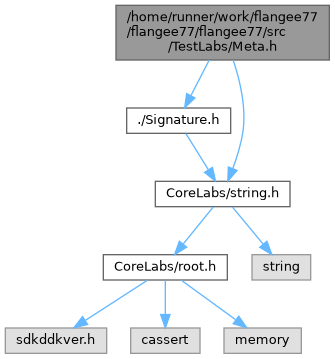 /home/runner/work/flangee77
/flangee77/flangee77/src
/TestLabs/Meta.h
./Signature.h
CoreLabs/string.h
CoreLabs/root.h
string
sdkddkver.h
cassert
memory